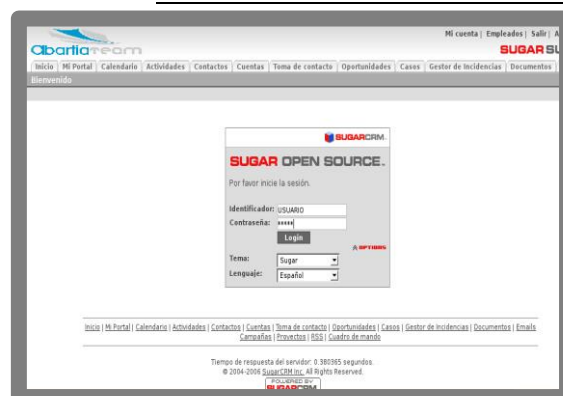 Mi cuenta | Empleados | Salir | A
abartiateam
SUGAR SU
Inicio Mi Portal Calendario Actividades Contactos Cuentas Toma de contacto Oportunidades Casos Gestor de Incidencias Documentos
Bienvenido
SUGARCRM.
SUGAR OPEN SOURCE.
Por favor inicie la sesión.
Identificador: USUARIO
Contraseña: *****
Login
OPTIONS
Tema: Sugar
Lenguaje: Español
Inicio | Mi Portal | Calendario | Actividades | Contactos | Cuentas | Toma de contacto | Oportunidades | Casos | Gestor de Incidencias | Documentos | Emails
Campañas | Proyectos | RSS | Cuadro de mando
Tiempo de respuesta del servidor: 0.380365 segundos.
© 2004-2006 SugarCRM Inc. All Rights Reserved.
POWERED BY
SUGARCRM